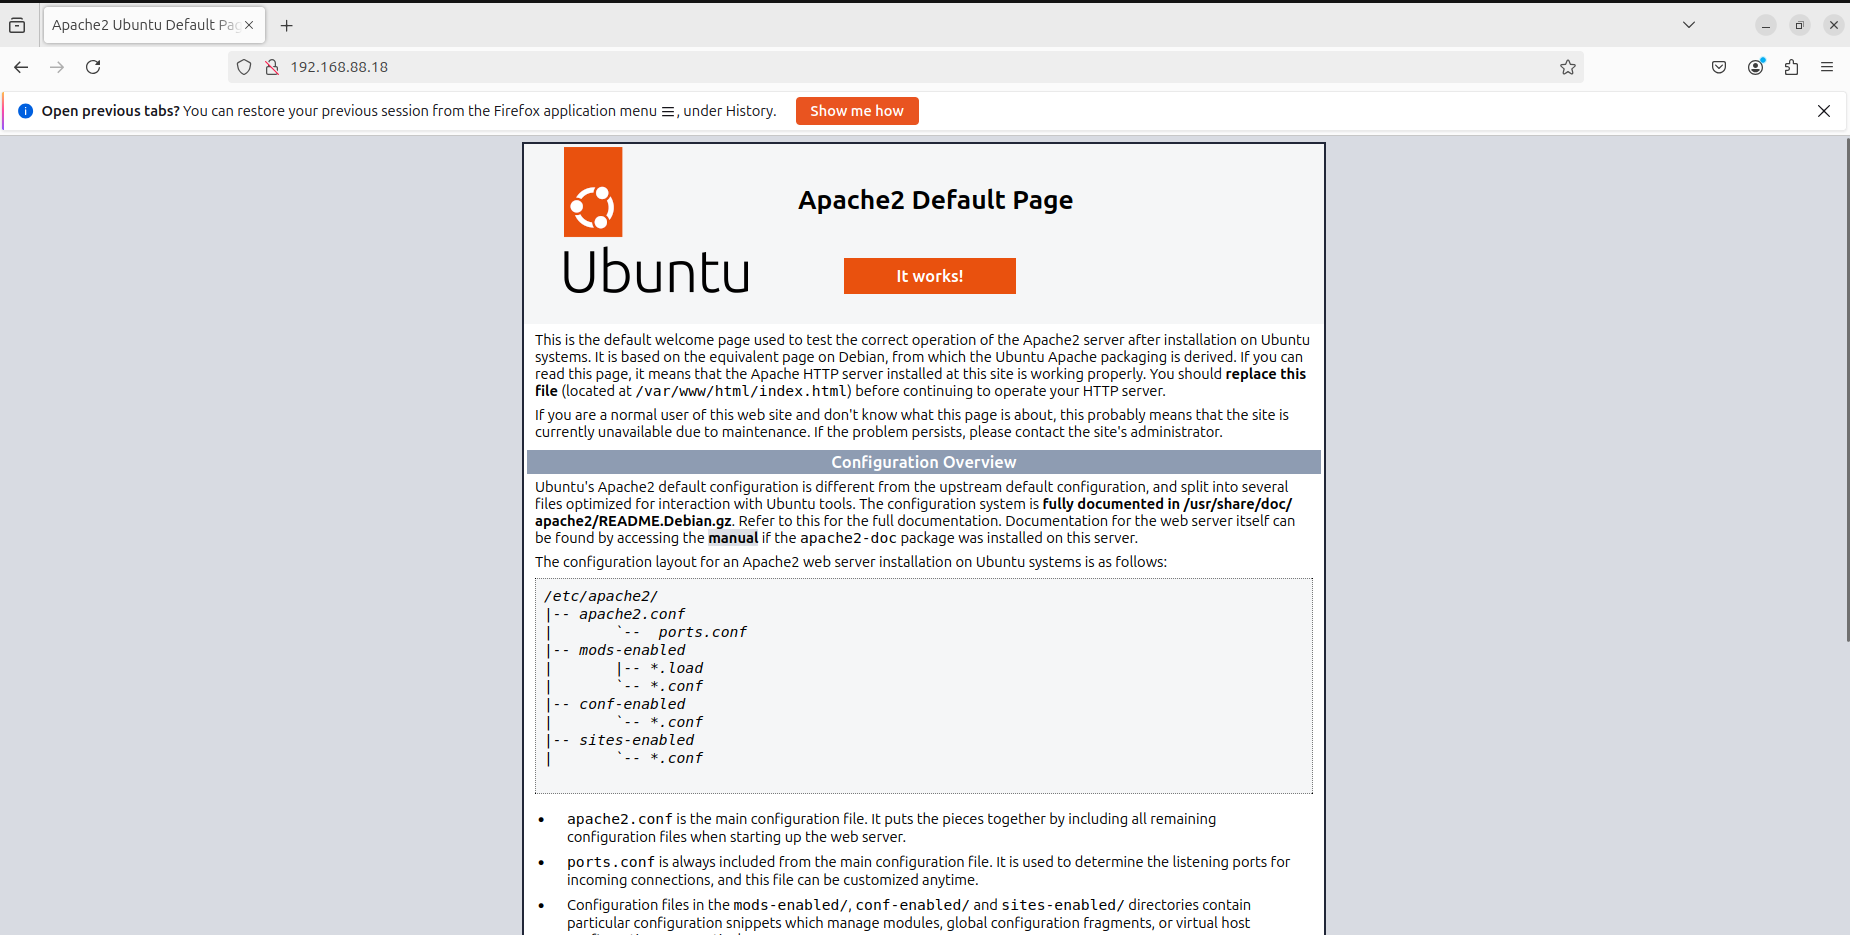 Apache2 Ubuntu Default Pag
192.168.88.18
Open previous tabs? You can restore your previous session from the Firefox application menu ≡, under History.
Show me how
Apache2 Default Page
Ubuntu
It works!
This is the default welcome page used to test the correct operation of the Apache2 server after installation on Ubuntu
systems. It is based on the equivalent page on Debian, from which the Ubuntu Apache packaging is derived. If you can
read this page, it means that the Apache HTTP server installed at this site is working properly. You should replace this
file (located at /var/www/html/index.html) before continuing to operate your HTTP server.
If you are a normal user of this web site and don't know what this page is about, this probably means that the site is
currently unavailable due to maintenance. If the problem persists, please contact the site's administrator.
Configuration Overview
Ubuntu's Apache2 default configuration is different from the upstream default configuration, and split into several
files optimized for interaction with Ubuntu tools. The configuration system is fully documented in /usr/share/doc/
apache2/README.Debian.gz. Refer to this for the full documentation. Documentation for the web server itself can
be found by accessing the manual if the apache2-doc package was installed on this server.
The configuration layout for an Apache2 web server installation on Ubuntu systems is as follows:
/etc/apache2/
|-- apache2.conf
|       `--  ports.conf
|-- mods-enabled
|       |-- *.load
|       `-- *.conf
|-- conf-enabled
|       `-- *.conf
|-- sites-enabled
|       `-- *.conf
• apache2.conf is the main configuration file. It puts the pieces together by including all remaining
configuration files when starting up the web server.
• ports.conf is always included from the main configuration file. It is used to determine the listening ports for
incoming connections, and this file can be customized anytime.
• Configuration files in the mods-enabled/, conf-enabled/ and sites-enabled/ directories contain
particular configuration snippets which manage modules, global configuration fragments, or virtual host